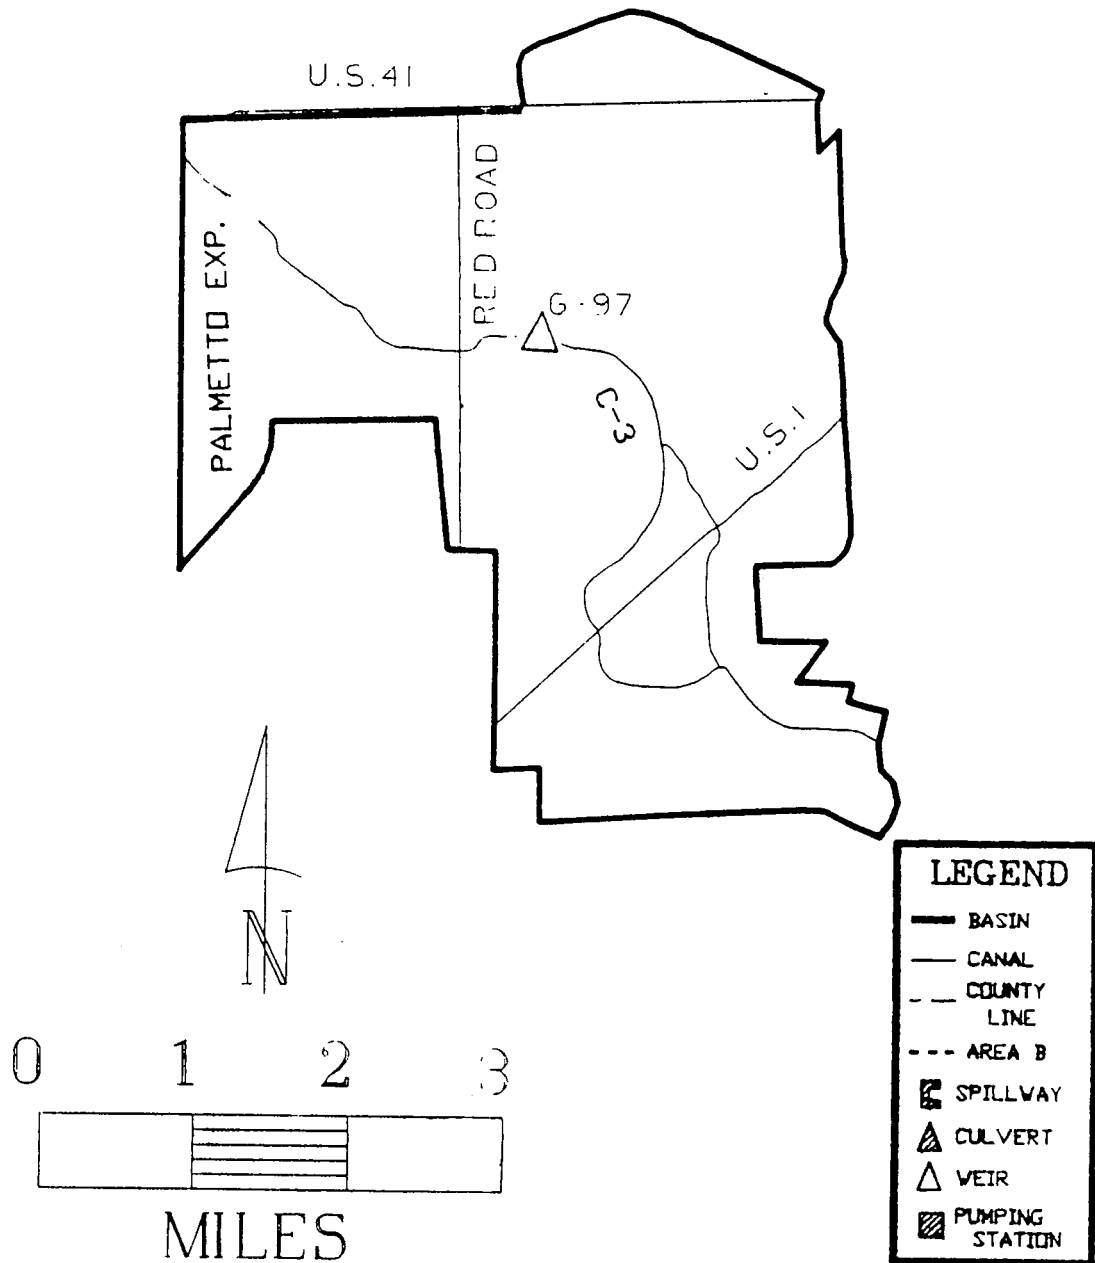 U.S.41
RED ROAD
PALMETTO EXP.
G-97
C-3
U.S.1
N
0 1 2 3
MILES
LEGEND
BASIN
CANAL
COUNTY
LINE
AREA B
SPILLWAY
CULVERT
WEIR
PUMPING
STATION